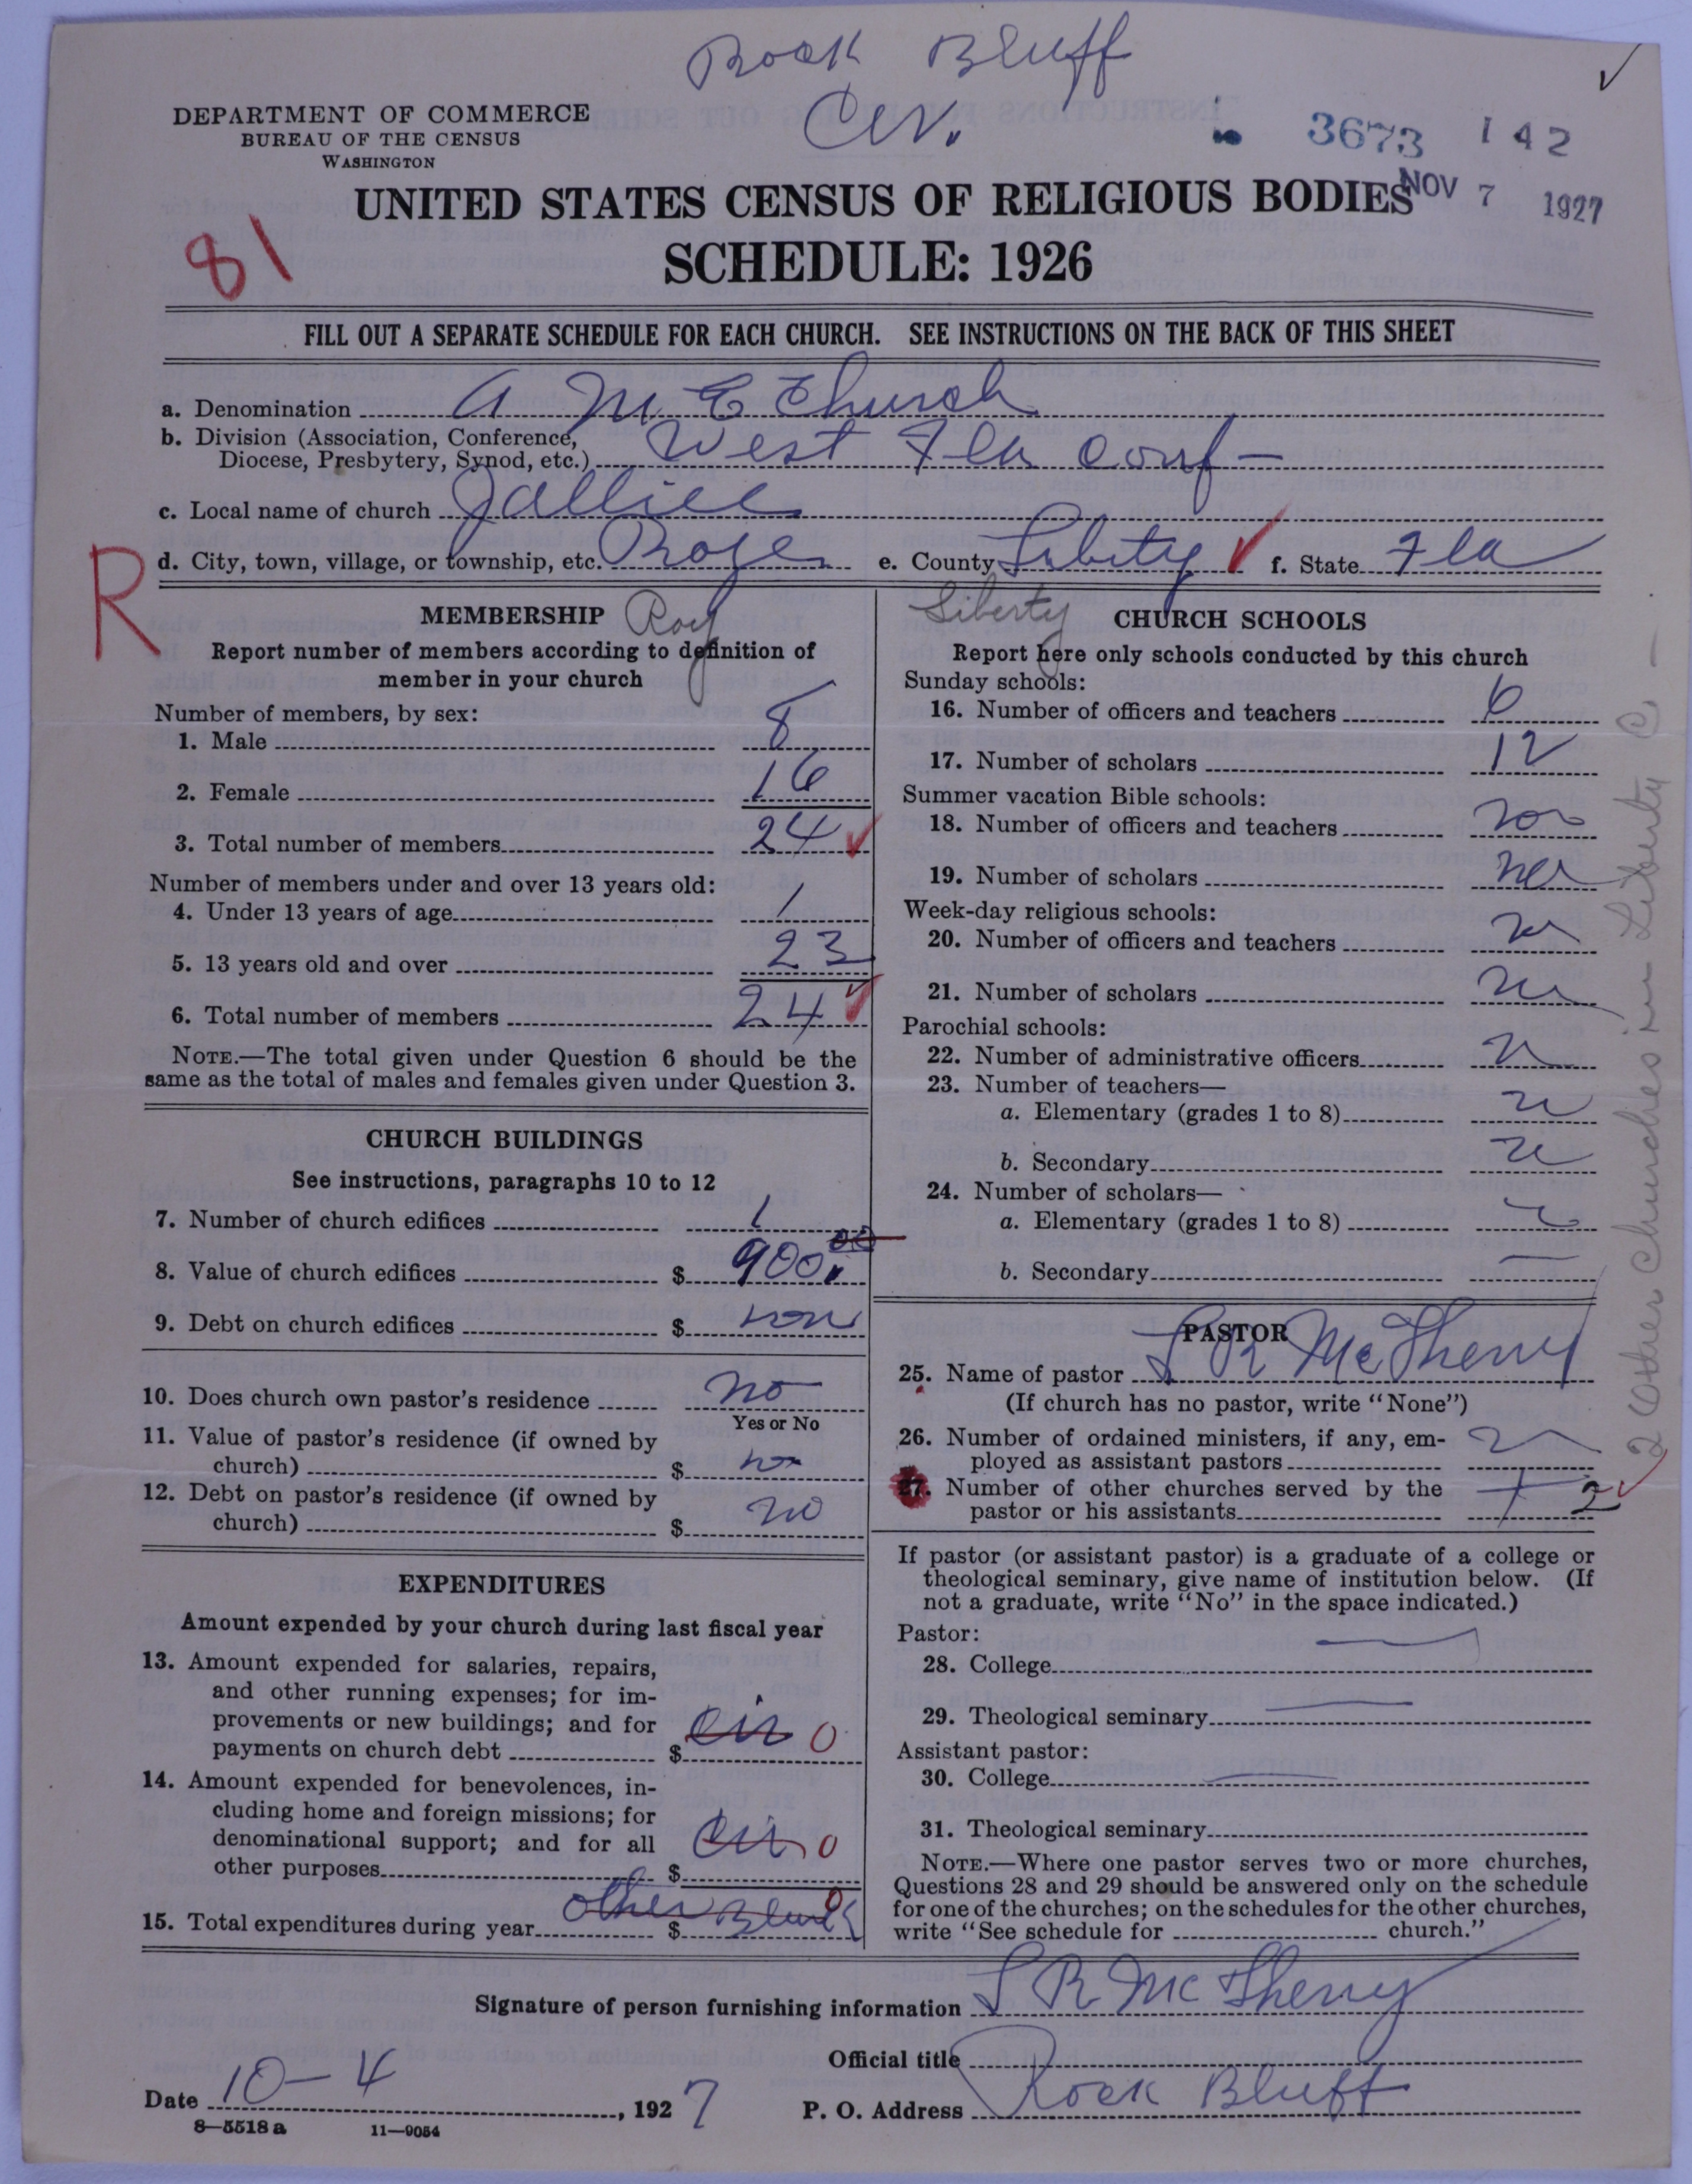 Rock Bluff
Cir.
DEPARTMENT OF COMMERCE
BUREAU OF THE CENSUS
WASHINGTON
3673 142
NOV 7 1927
UNITED STATES CENSUS OF RELIGIOUS BODIES
SCHEDULE: 1926
81
FILL OUT A SEPARATE SCHEDULE FOR EACH CHURCH. SEE INSTRUCTIONS ON THE BACK OF THIS SHEET
a. Denomination A M E Church
b. Division (Association, Conference, Diocese, Presbytery, Synod, etc.) West Fla Conf-
c. Local name of church
d. City, town, village, or township, etc. e. County Libety f. State Fla
R
Roy
Liberty
MEMBERSHIP
Report number of members according to definition of
member in your church
Number of members, by sex:
1. Male 8
2. Female 16
3. Total number of members 24
Number of members under and over 13 years old:
4. Under 13 years of age 1
5. 13 years old and over 23
6. Total number of members 24
NOTE.—The total given under Question 6 should be the
same as the total of males and females given under Question 3.
CHURCH BUILDINGS
See instructions, paragraphs 10 to 12
7. Number of church edifices 1
8. Value of church edifices $ 900.00
9. Debt on church edifices $ non
10. Does church own pastor's residence no
Yes or No
11. Value of pastor's residence (if owned by
church) $ no
12. Debt on pastor's residence (if owned by
church) $ no
EXPENDITURES
Amount expended by your church during last fiscal year
13. Amount expended for salaries, repairs,
and other running expenses; for im-
provements or new buildings; and for
payments on church debt $ Cir 0
14. Amount expended for benevolences, in-
cluding home and foreign missions; for
denominational support; and for all
other purposes $ Cir 0
15. Total expenditures during year $ other Blank 0
CHURCH SCHOOLS
Report here only schools conducted by this church
Sunday schools:
16. Number of officers and teachers 6
17. Number of scholars 12
Summer vacation Bible schools:
18. Number of officers and teachers
19. Number of scholars
Week-day religious schools:
20. Number of officers and teachers
21. Number of scholars
Parochial schools:
22. Number of administrative officers
23. Number of teachers—
a. Elementary (grades 1 to 8)
b. Secondary
24. Number of scholars—
a. Elementary (grades 1 to 8)
b. Secondary
PASTOR
25. Name of pastor S R McSherry
(If church has no pastor, write "None")
26. Number of ordained ministers, if any, em-
ployed as assistant pastors
27. Number of other churches served by the
pastor or his assistants 1 2
If pastor (or assistant pastor) is a graduate of a college or
theological seminary, give name of institution below. (If
not a graduate, write "No" in the space indicated.)
Pastor:
28. College
29. Theological seminary
Assistant pastor:
30. College
31. Theological seminary
NOTE.—Where one pastor serves two or more churches,
Questions 28 and 29 should be answered only on the schedule
for one of the churches; on the schedules for the other churches,
write "See schedule for church."
2 other churches in Liberty C. —
Signature of person furnishing information S R McSherry
Official title
Date 10-4, 1927 P. O. Address Rock Bluff
8—5518 a 11—9054